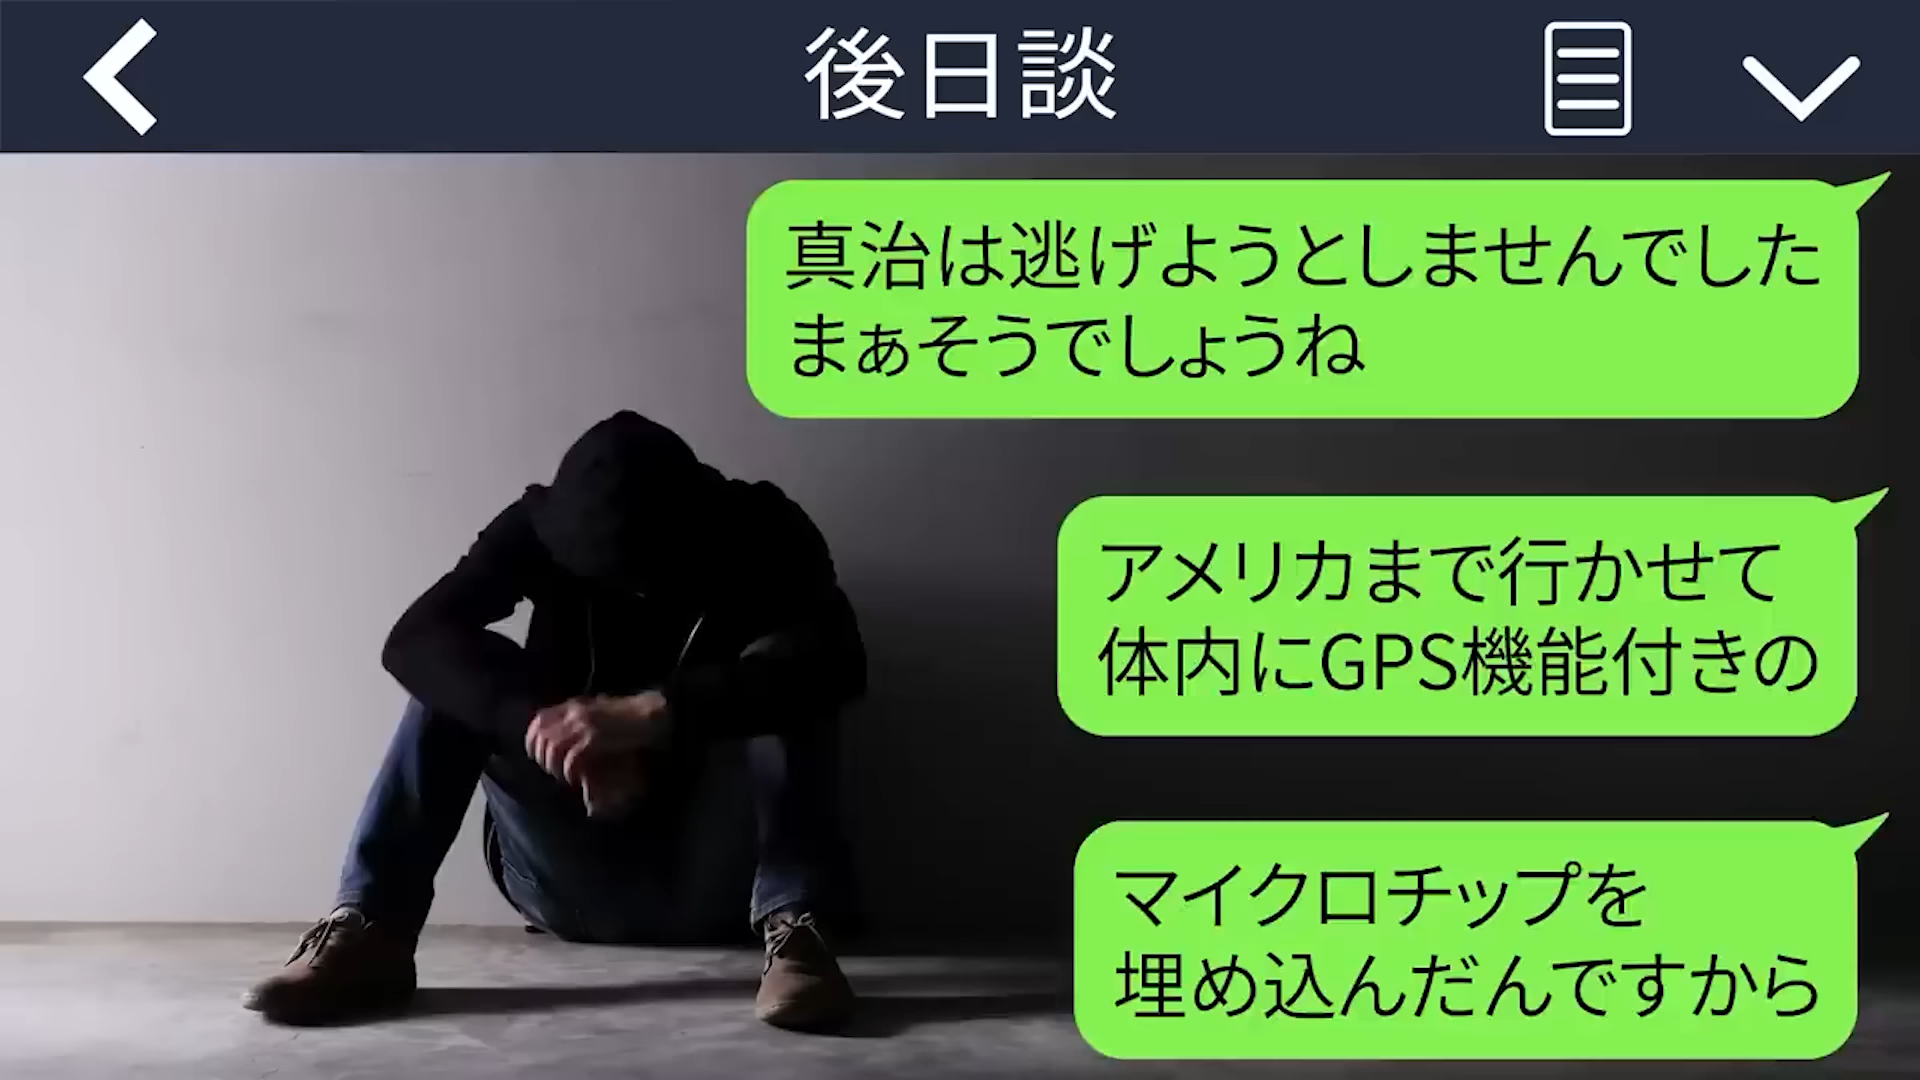 後日談
真治は逃げようとしませんでした
まぁそうでしょうね
アメリカまで行かせて
体内にGPS機能付きの
マイクロチップを
埋め込んだんですから